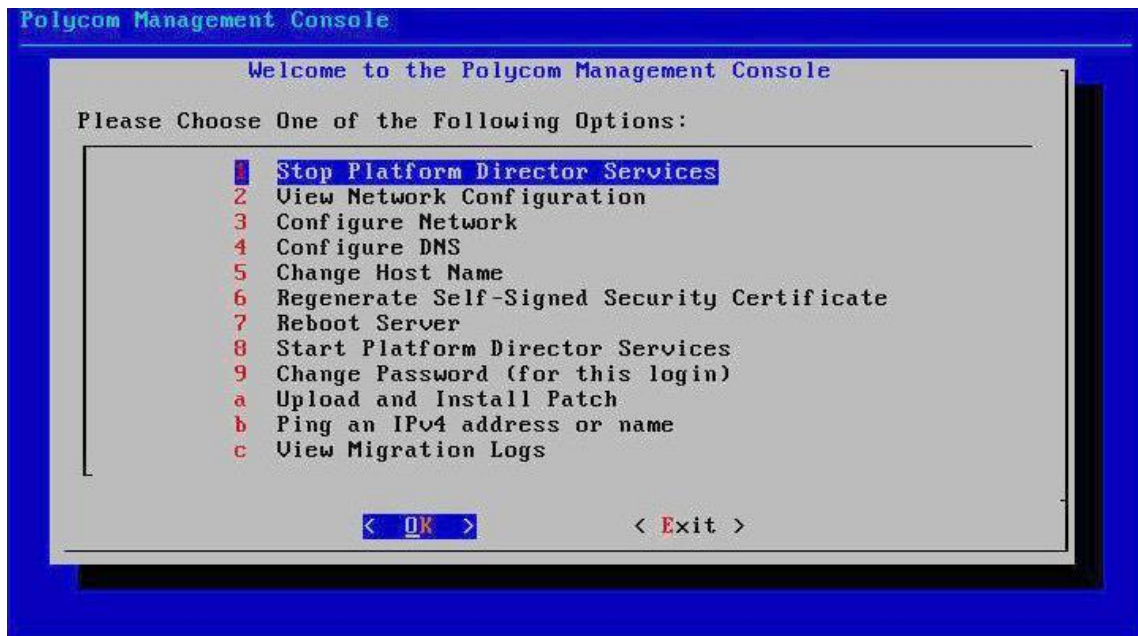 Polycom Management Console
Welcome to the Polycom Management Console
Please Choose One of the Following Options:
1 Stop Platform Director Services
2 View Network Configuration
3 Configure Network
4 Configure DNS
5 Change Host Name
6 Regenerate Self-Signed Security Certificate
7 Reboot Server
8 Start Platform Director Services
9 Change Password (for this login)
a Upload and Install Patch
b Ping an IPv4 address or name
c View Migration Logs
< OK > < Exit >